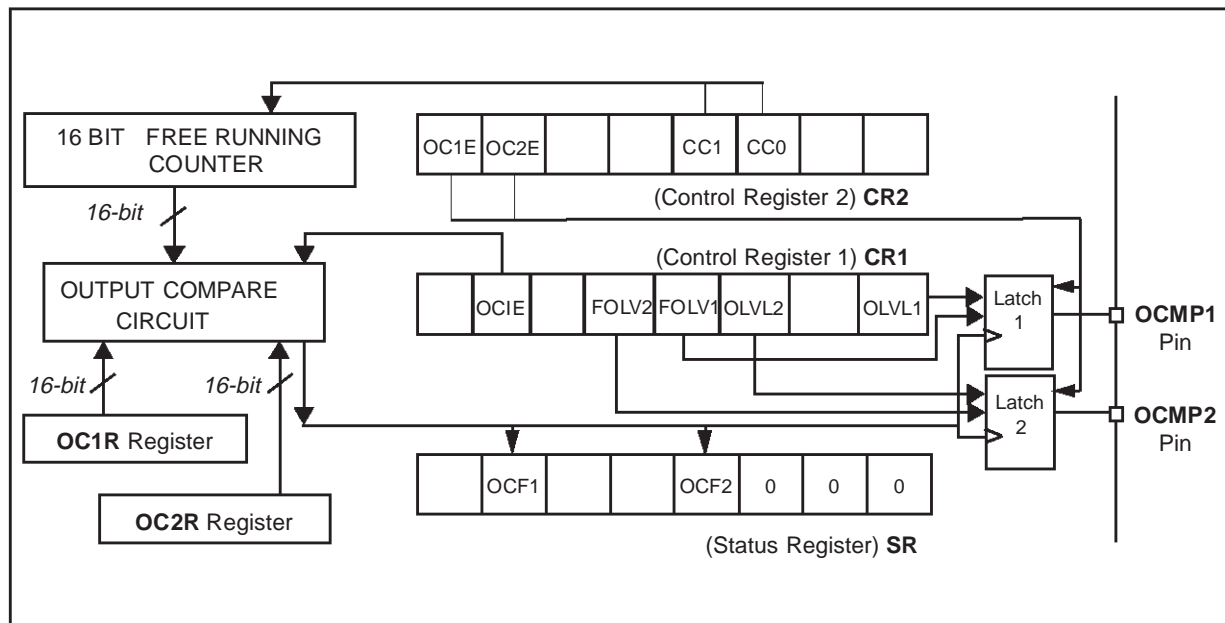 16 BIT FREE RUNNING
COUNTER
16-bit
OUTPUT COMPARE
CIRCUIT
16-bit
16-bit
OC1R Register
OC2R Register
OC1E OC2E CC1 CC0
(Control Register 2) CR2
(Control Register 1) CR1
OCIE FOLV2 FOLV1 OLVL2 OLVL1
Latch
1
OCMP1
Pin
Latch
2
OCMP2
Pin
OCF1 OCF2 0 0 0
(Status Register) SR